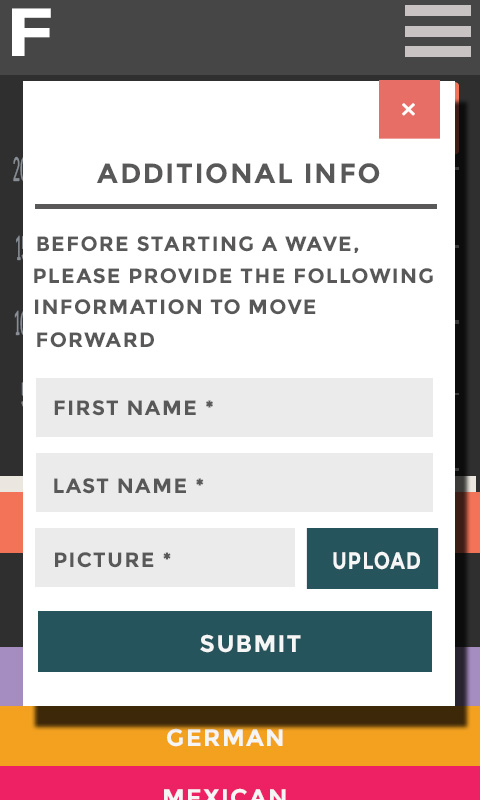 F
×
ADDITIONAL INFO
BEFORE STARTING A WAVE,
PLEASE PROVIDE THE FOLLOWING
INFORMATION TO MOVE
FORWARD
FIRST NAME *
LAST NAME *
PICTURE *
UPLOAD
SUBMIT
GERMAN
MEXICAN